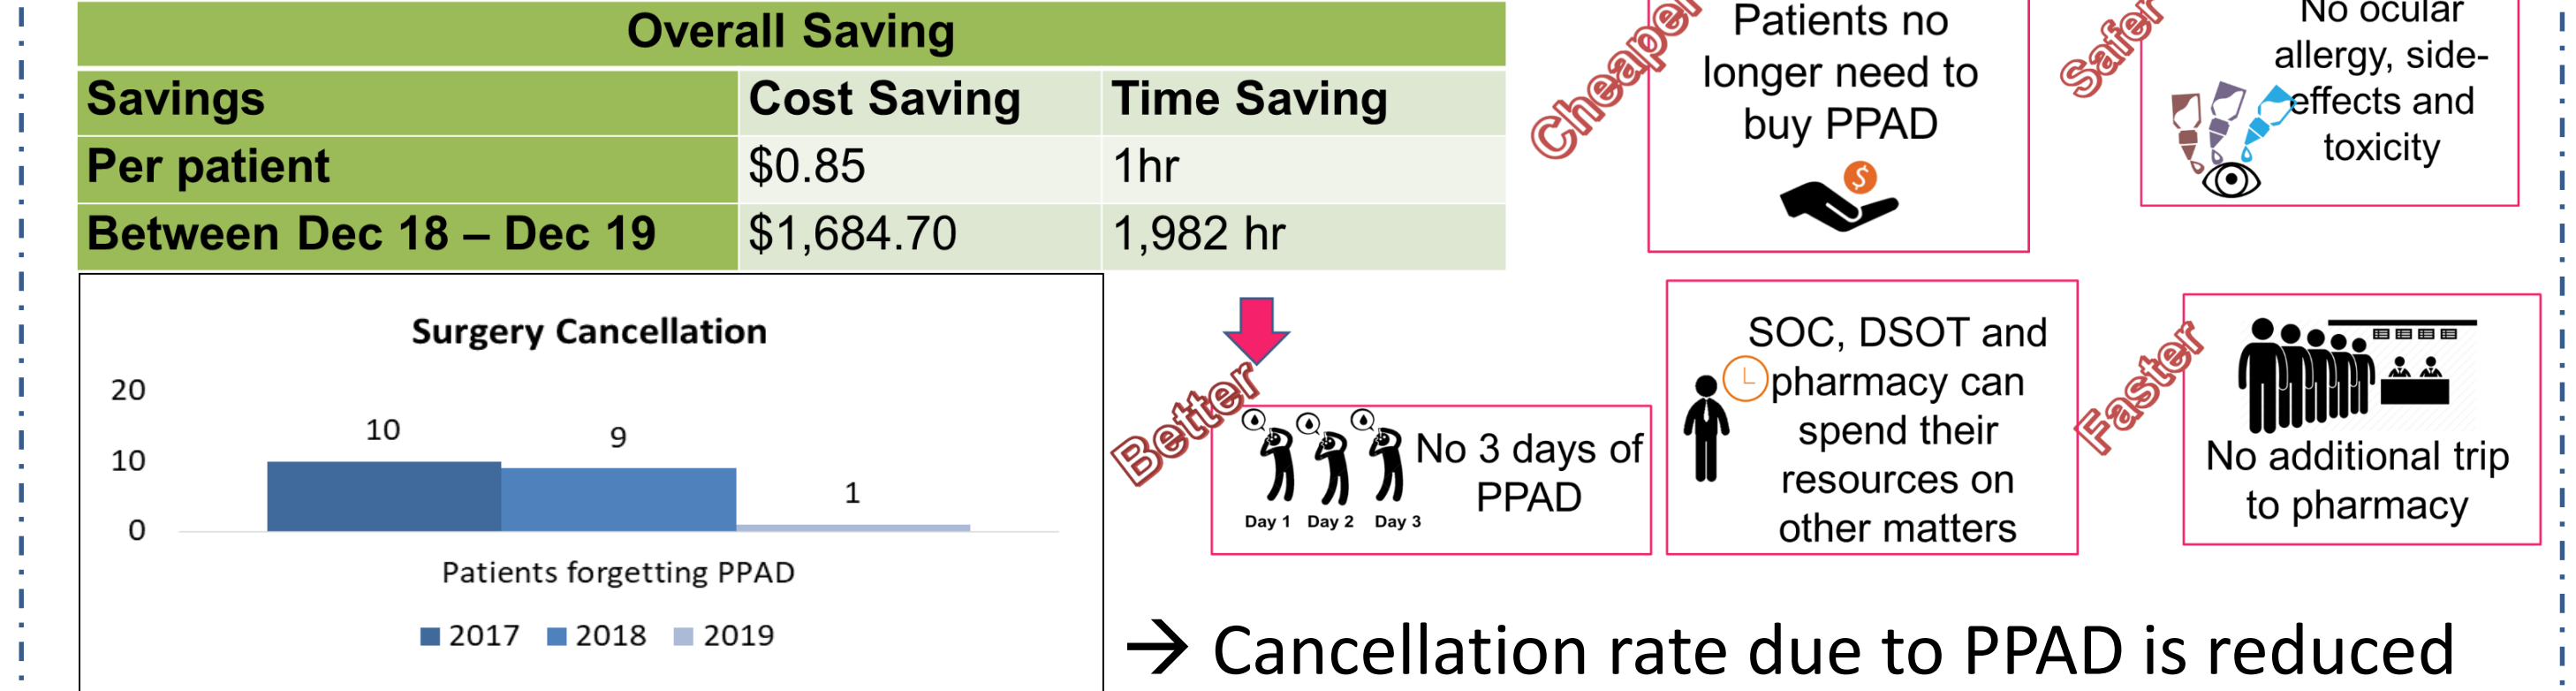 Overall Saving
Savings Cost Saving Time Saving
Per patient $0.85 1hr
Between Dec 18 – Dec 19 $1,684.70 1,982 hr
Surgery Cancellation
20
10
0
10
9
1
Patients forgetting PPAD
2017 2018 2019
Cheaper
Patients no
longer need to
buy PPAD
$
Safer
No ocular
allergy, side-
effects and
toxicity
Better
No 3 days of
PPAD
Day 1 Day 2 Day 3
SOC, DSOT and
pharmacy can
spend their
resources on
other matters
Faster
No additional trip
to pharmacy
→ Cancellation rate due to PPAD is reduced